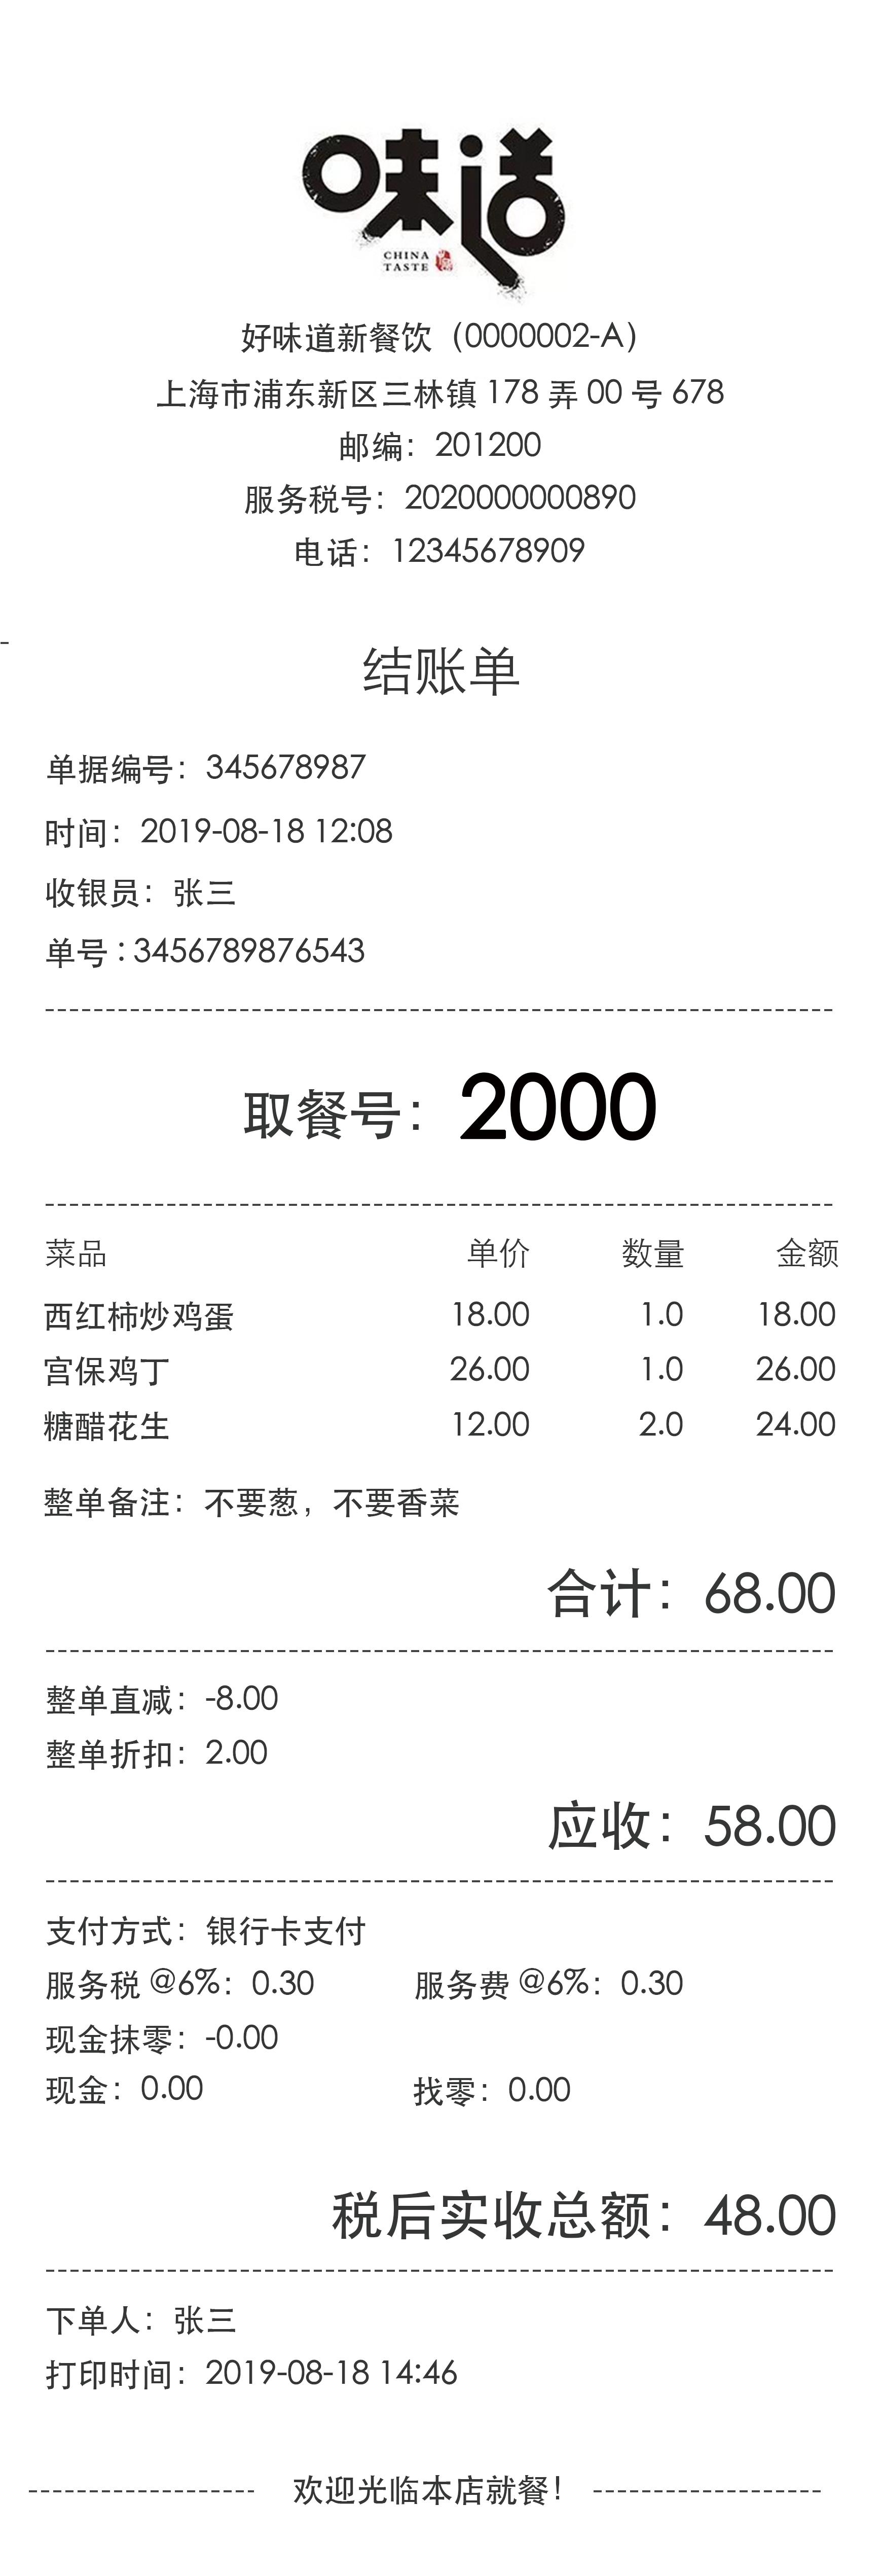 味道
CHINA
TASTE
好味道新餐饮（0000002-A）
上海市浦东新区三林镇 178 弄 00 号 678
邮编：201200
服务税号：2020000000890
电话：12345678909
-
结账单
单据编号：345678987
时间：2019-08-18 12:08
收银员：张三
单号 : 3456789876543
取餐号：2000
菜品 单价 数量 金额
西红柿炒鸡蛋 18.00 1.0 18.00
宫保鸡丁 26.00 1.0 26.00
糖醋花生 12.00 2.0 24.00
整单备注：不要葱，不要香菜
合计：68.00
整单直减：-8.00
整单折扣：2.00
应收：58.00
支付方式：银行卡支付
服务税 @6%：0.30 服务费 @6%：0.30
现金抹零：-0.00
现金：0.00 找零：0.00
税后实收总额：48.00
下单人：张三
打印时间：2019-08-18 14:46
欢迎光临本店就餐！